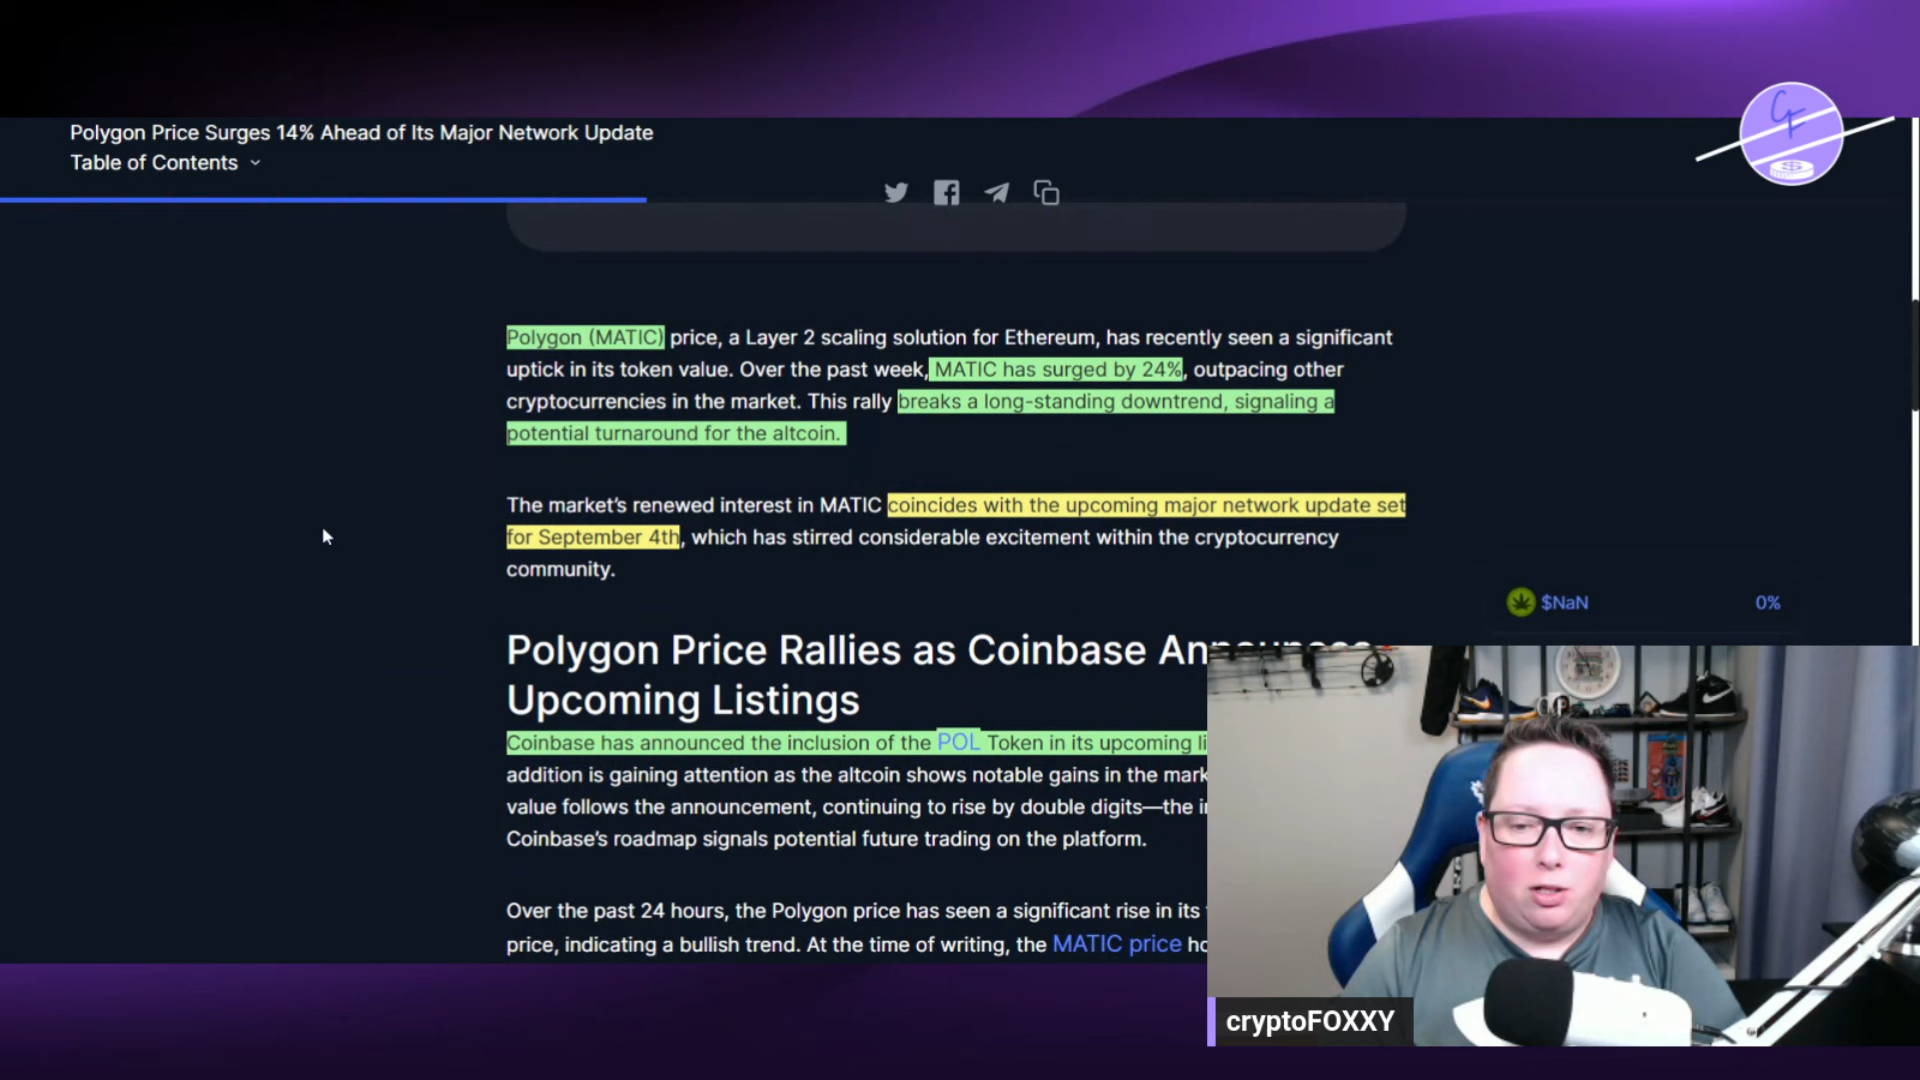 Polygon Price Surges 14% Ahead of Its Major Network Update
Table of Contents
CF
$
Polygon (MATIC) price, a Layer 2 scaling solution for Ethereum, has recently seen a significant
uptick in its token value. Over the past week, MATIC has surged by 24%, outpacing other
cryptocurrencies in the market. This rally breaks a long-standing downtrend, signaling a
potential turnaround for the altcoin.
The market’s renewed interest in MATIC coincides with the upcoming major network update set
for September 4th, which has stirred considerable excitement within the cryptocurrency
community.
$NaN 0%
Polygon Price Rallies as Coinbase
Upcoming Listings
Coinbase has announced the inclusion of the POL Token in its upcoming
addition is gaining attention as the altcoin shows notable gains in the
value follows the announcement, continuing to rise by double digits—the
Coinbase’s roadmap signals potential future trading on the platform.
Over the past 24 hours, the Polygon price has seen a significant rise in its
price, indicating a bullish trend. At the time of writing, the MATIC price
cryptoFOXXY